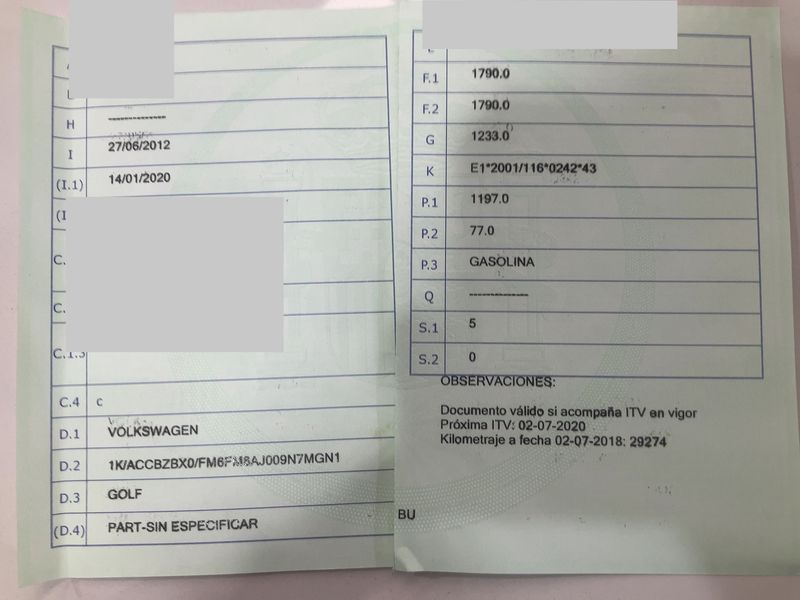 H ------------
I 27/06/2012
(I.1) 14/01/2020
(I
C.
C.
C.1.3
C.4 c
D.1 VOLKSWAGEN
D.2
D.3 GOLF
(D.4) PART-SIN ESPECIFICAR
F.1 1790.0
F.2 1790.0
G 1233.0
K E1*2001/116*0242*43
P.1 1197.0
P.2 77.0
P.3 GASOLINA
Q ------------
S.1 5
S.2 0
OBSERVACIONES:
Documento válido si acompaña ITV en vigor
Próxima ITV: 02-07-2020
Kilometraje a fecha 02-07-2018: 29274
BU